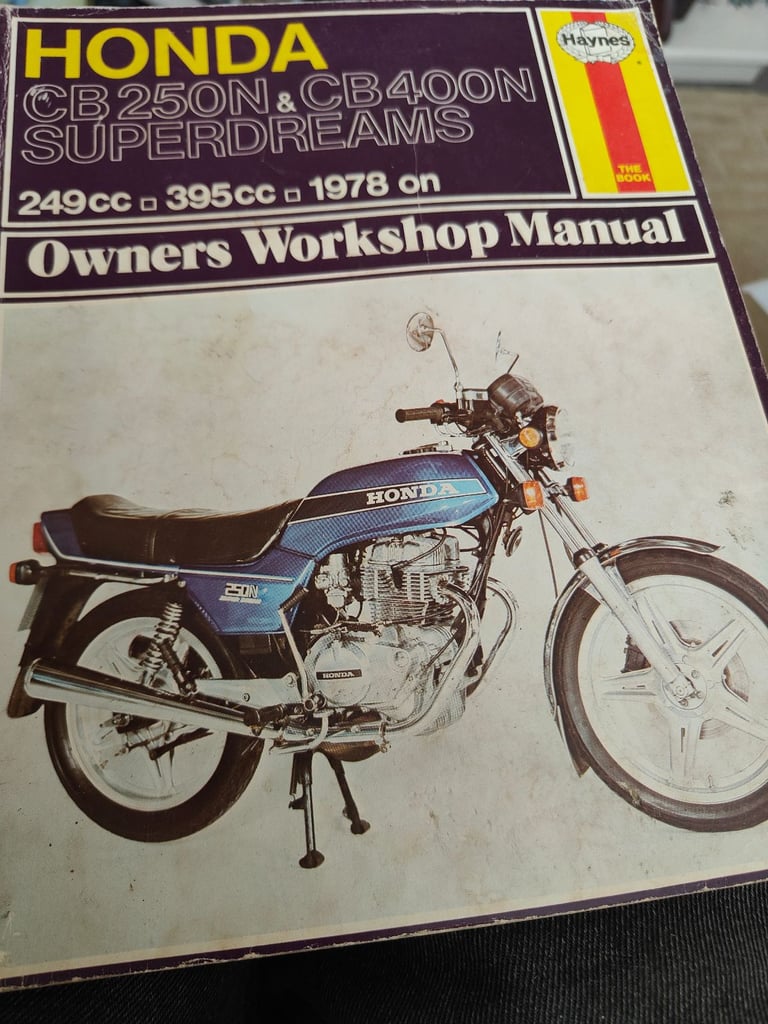 HONDA
CB250N & CB400N
SUPERDREAMS
249cc □ 395cc □ 1978 on
Haynes
THE
BOOK
Owners Workshop Manual
HONDA
250N
HONDA